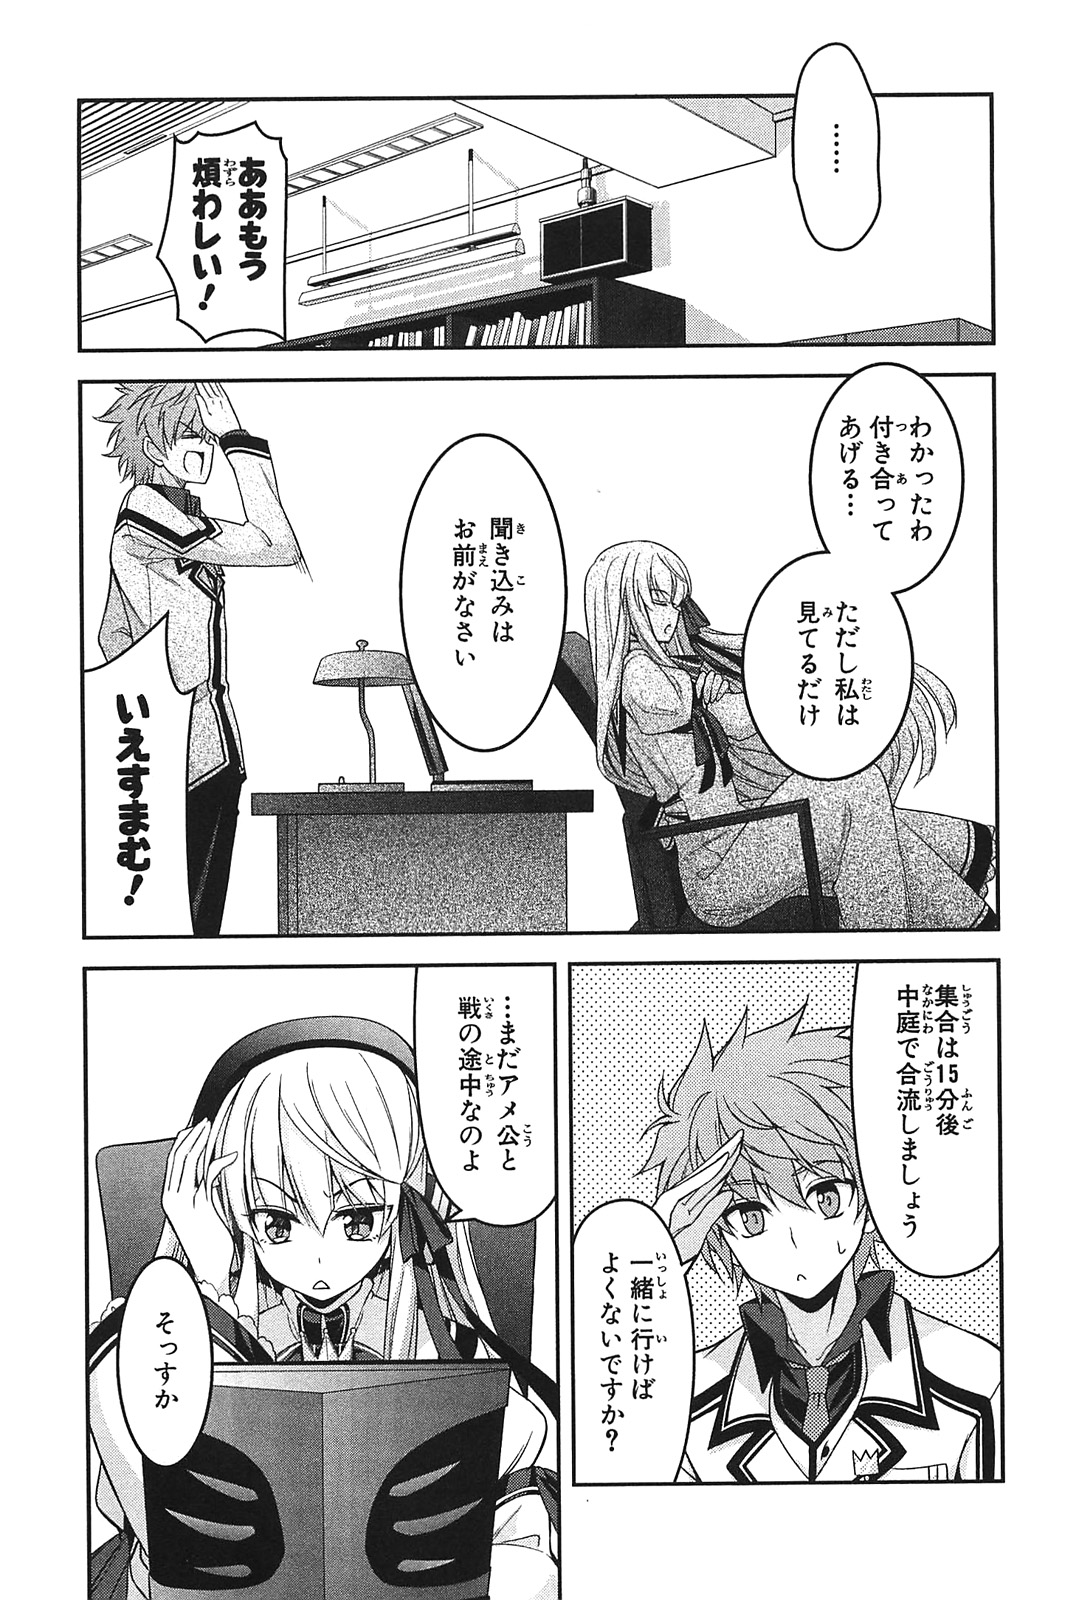 ……
ああもう
煩わしい！
わかったわ
付き合って
あげる…
ただし私は
見てるだけ
聞き込みは
お前がなさい
いえすまむ！
集合は15分後
中庭で合流しましょう
一緒に行けば
よくないですか？
…まだアメ公と
戦の途中なのよ
そっすか